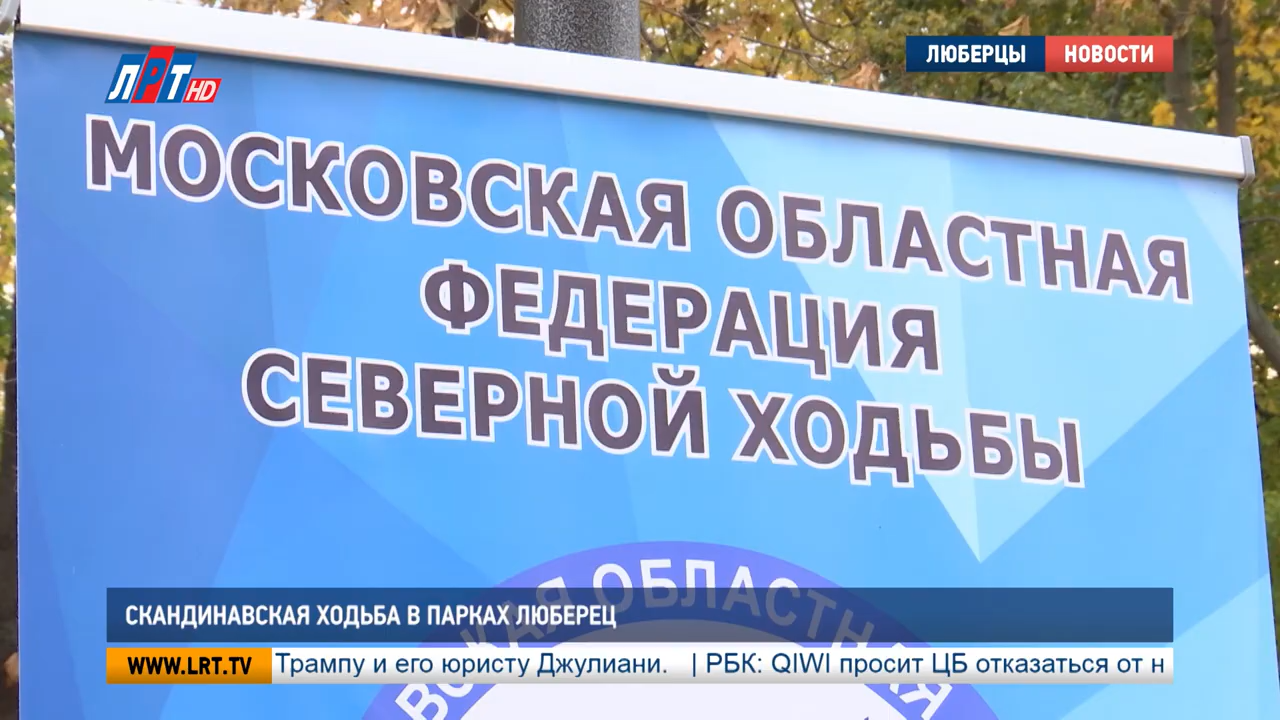 ЛРТ HD
ЛЮБЕРЦЫ НОВОСТИ
МОСКОВСКАЯ ОБЛАСТНАЯ
ФЕДЕРАЦИЯ
СЕВЕРНОЙ ХОДЬБЫ
ОБЛАСТНАЯ
СКАНДИНАВСКАЯ ХОДЬБА В ПАРКАХ ЛЮБЕРЕЦ
WWW.LRT.TV Трампу и его юристу Джулиани. | РБК: QIWI просит ЦБ отказаться от н